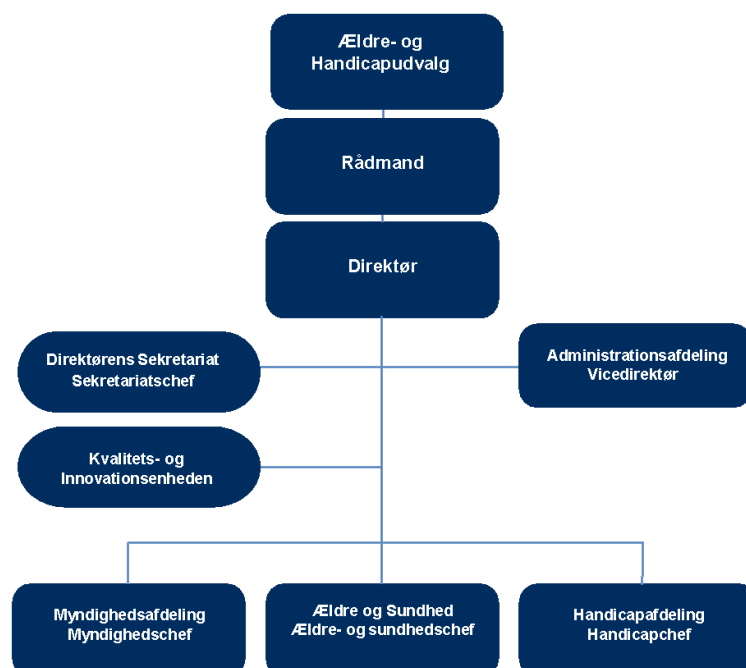 Ældre- og
Handicapudvalg
Rådmand
Direktør
Direktørens Sekretariat
Sekretariatschef
Administrationsafdeling
Vicedirektør
Kvalitets- og
Innovationsenheden
Myndighedsafdeling
Myndighedschef
Ældre og Sundhed
Ældre- og sundhedschef
Handicapafdeling
Handicapchef